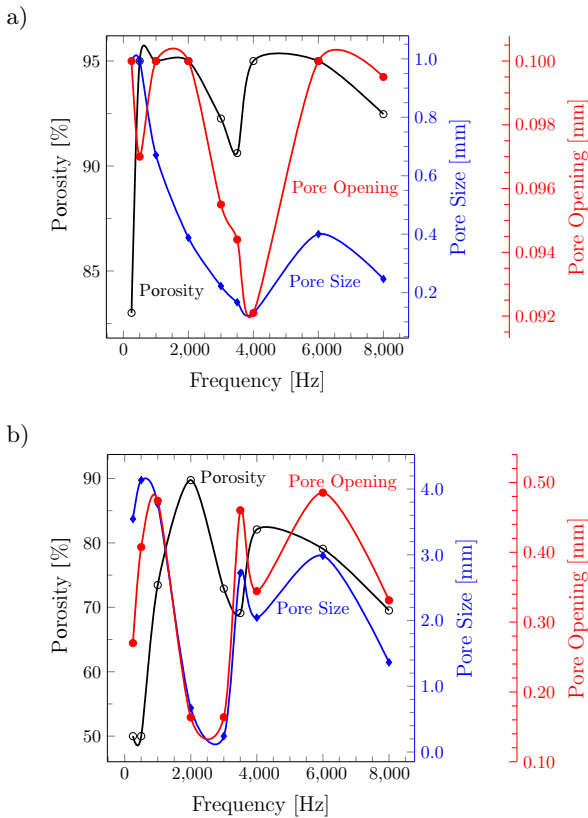 a)
95
90
85
Porosity [%]
1.0
0.8
0.6
0.4
0.2
Pore Size [mm]
0.100
0.098
0.096
0.094
0.092
Pore Opening [mm]
Pore Opening
Porosity
Pore Size
0 2,000 4,000 6,000 8,000
Frequency [Hz]
b)
90
80
70
60
50
Porosity [%]
4.0
3.0
2.0
1.0
0.0
Pore Size [mm]
0.50
0.40
0.30
0.20
0.10
Pore Opening [mm]
Porosity
Pore Opening
Pore Size
0 2,000 4,000 6,000 8,000
Frequency [Hz]